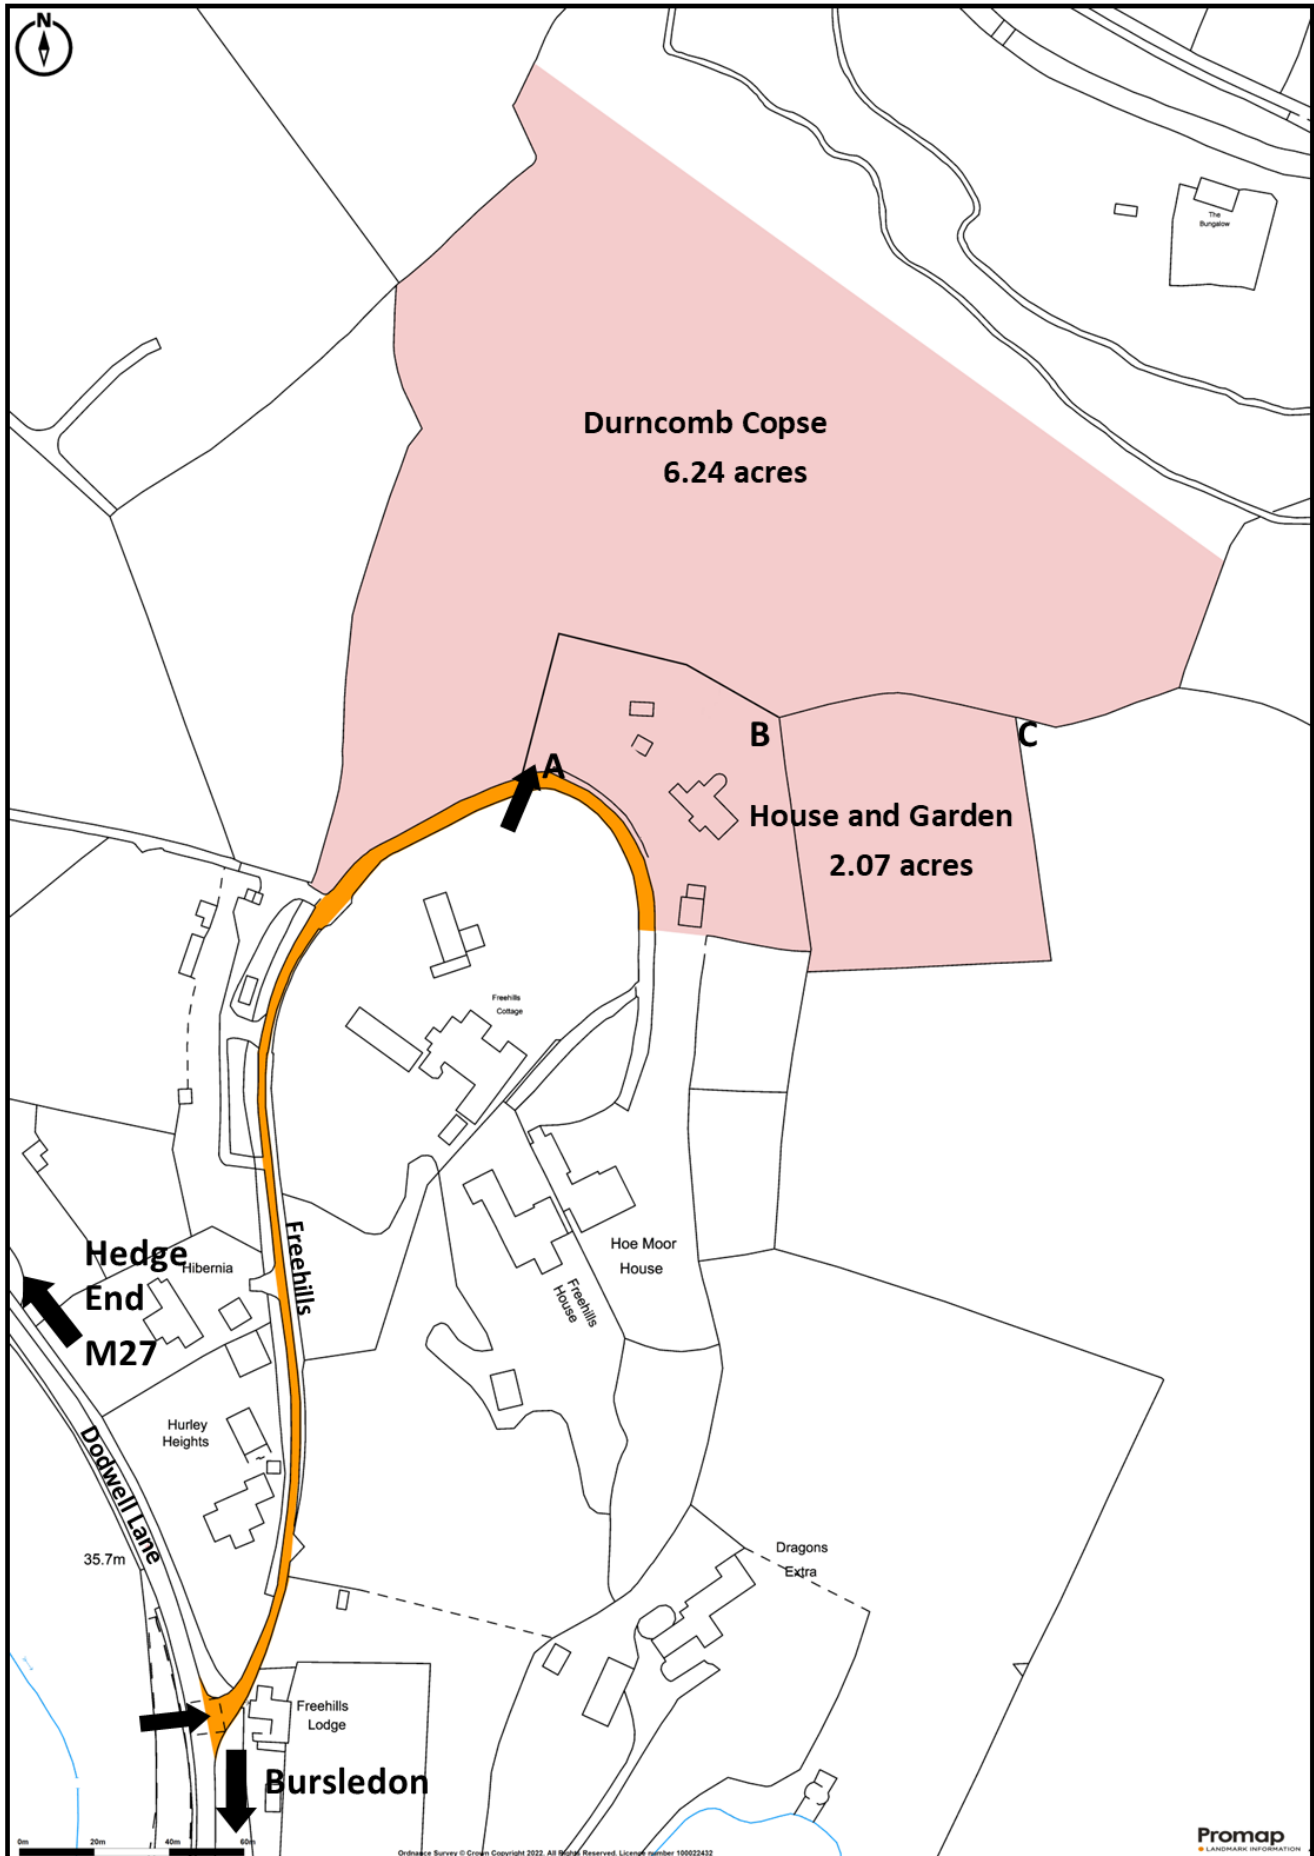 N
The
Bungalow
Durncomb Copse
6.24 acres
B
C
A
House and Garden
2.07 acres
Freehills
Cottage
Freehills
Hedge
End
M27
Hibernia
Hoe Moor
House
Freehills
House
Hurley
Heights
Dodwell Lane
35.7m
Dragons
Extra
Freehills
Lodge
Bursledon
0m 20m 40m 60m
Ordnance Survey © Crown Copyright 2022. All Rights Reserved. Licence number 100022432
Promap
LANDMARK INFORMATION